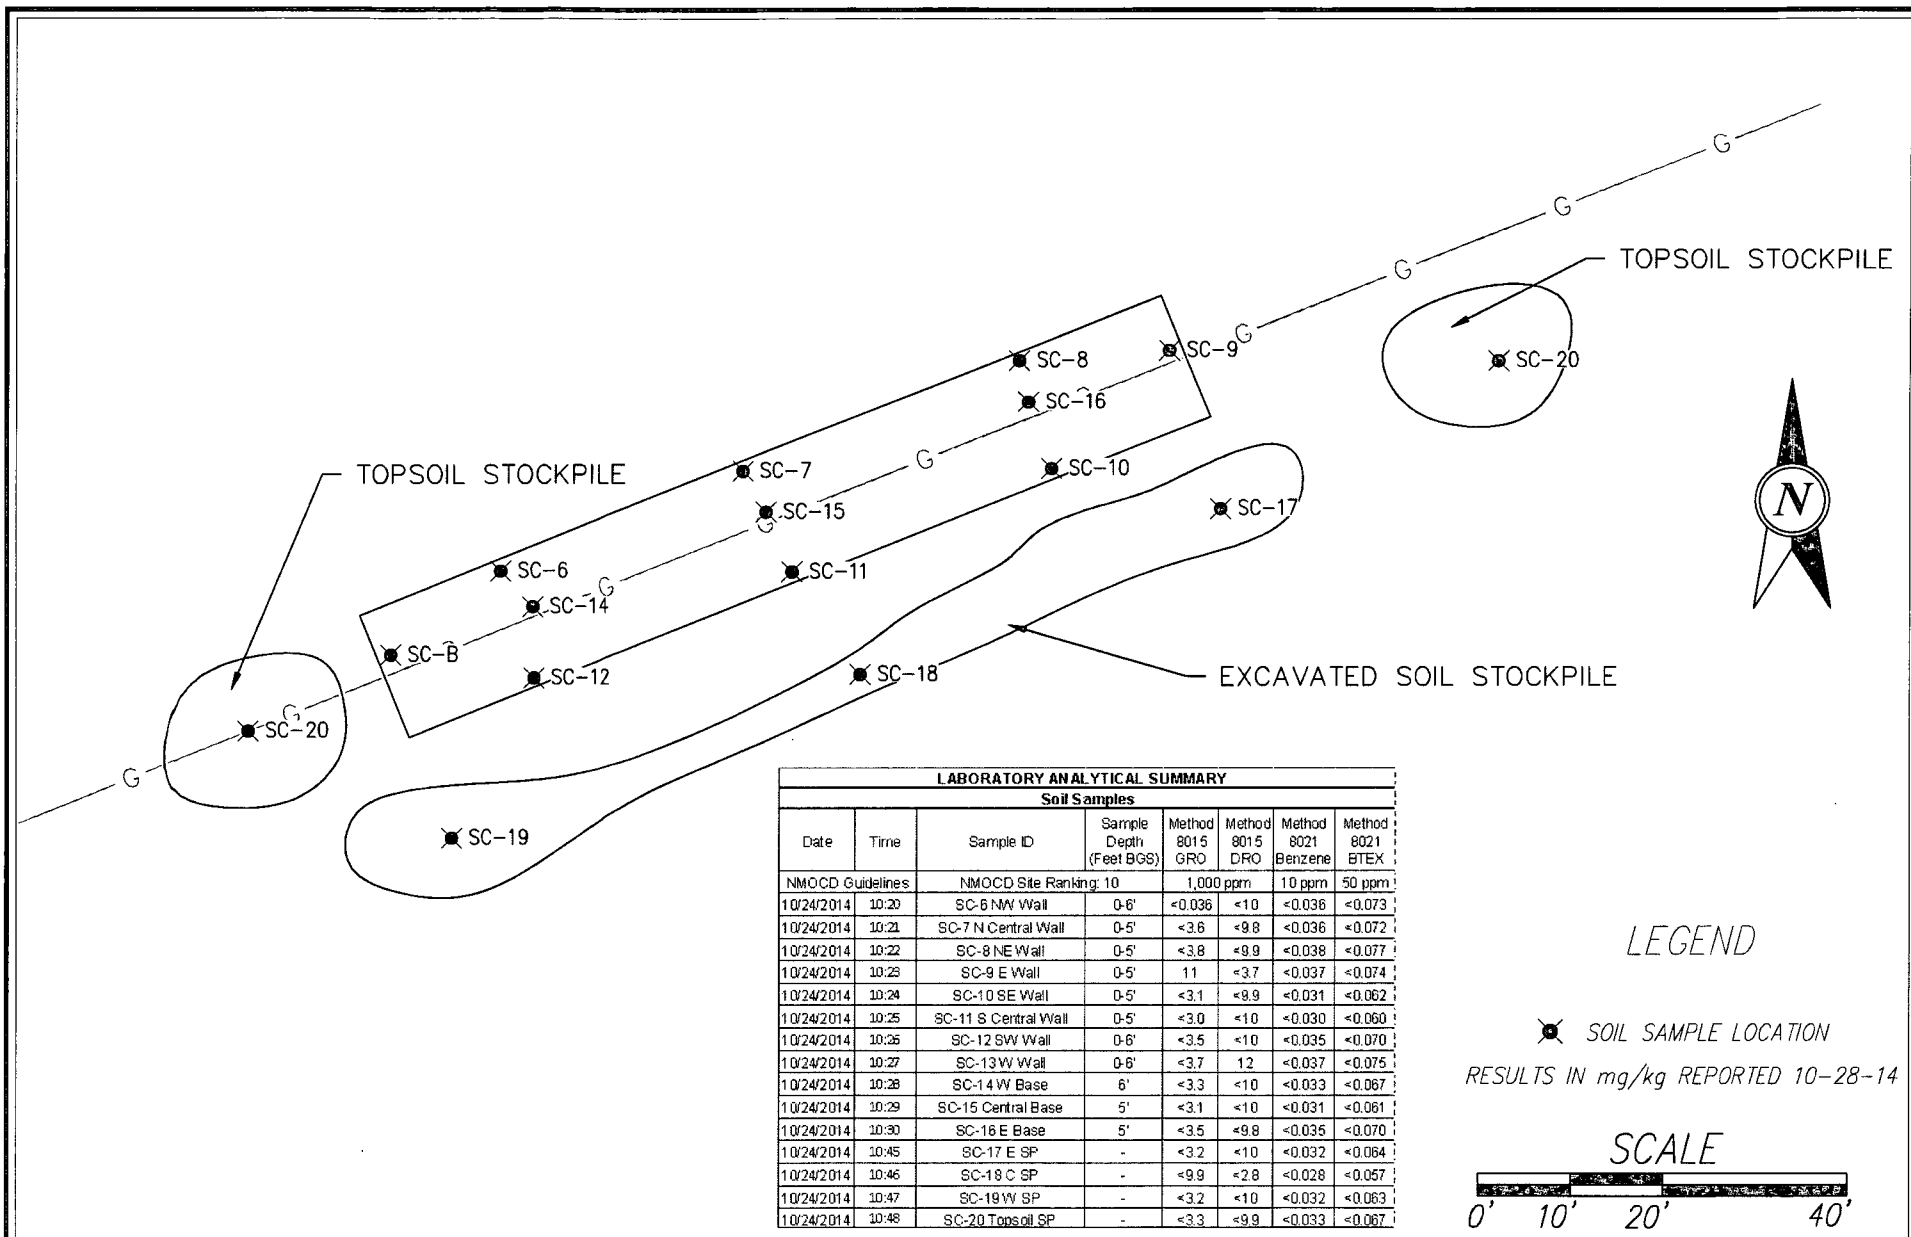 G
G
G
TOPSOIL STOCKPILE
G
SC-8
SC-9
SC-20
SC-16
G
SC-7
SC-10
TOPSOIL STOCKPILE
SC-15
G
SC-17
N
SC-6
SC-11
SC-14
G
SC-B
SC-12
SC-18
EXCAVATED SOIL STOCKPILE
G
SC-20
G
SC-19
LABORATORY ANALYTICAL SUMMARY
Soil Samples
Date Time Sample ID Sample Depth (Feet BGS) Method 8015 GRO Method 8015 DRO Method 8021 Benzene Method 8021 BTEX
NMOCD Guidelines NMOCD Site Ranking: 10 1,000 ppm 10 ppm 50 ppm
10/24/2014 10:20 SC-6 NW Wall 0-6' <0.036 <10 <0.036 <0.073
10/24/2014 10:21 SC-7 N Central Wall 0-5' <3.6 <9.8 <0.036 <0.072
10/24/2014 10:22 SC-8 NE Wall 0-5' <3.8 <9.9 <0.038 <0.077
10/24/2014 10:23 SC-9 E Wall 0-5' 11 <3.7 <0.037 <0.074
10/24/2014 10:24 SC-10 SE Wall 0-5' <3.1 <9.9 <0.031 <0.062
10/24/2014 10:25 SC-11 S Central Wall 0-5' <3.0 <10 <0.030 <0.060
10/24/2014 10:26 SC-12 SW Wall 0-6' <3.5 <10 <0.035 <0.070
10/24/2014 10:27 SC-13 W Wall 0-6' <3.7 12 <0.037 <0.075
10/24/2014 10:28 SC-14 W Base 6' <3.3 <10 <0.033 <0.067
10/24/2014 10:29 SC-15 Central Base 5' <3.1 <10 <0.031 <0.061
10/24/2014 10:30 SC-16 E Base 5' <3.5 <9.8 <0.035 <0.070
10/24/2014 10:45 SC-17 E SP - <3.2 <10 <0.032 <0.064
10/24/2014 10:46 SC-18 C SP - <9.9 <2.8 <0.028 <0.057
10/24/2014 10:47 SC-19 W SP - <3.2 <10 <0.032 <0.063
10/24/2014 10:48 SC-20 Topsoil SP - <3.3 <9.9 <0.033 <0.067
LEGEND
SOIL SAMPLE LOCATION
RESULTS IN mg/kg REPORTED 10-28-14
SCALE
0' 10' 20' 40'